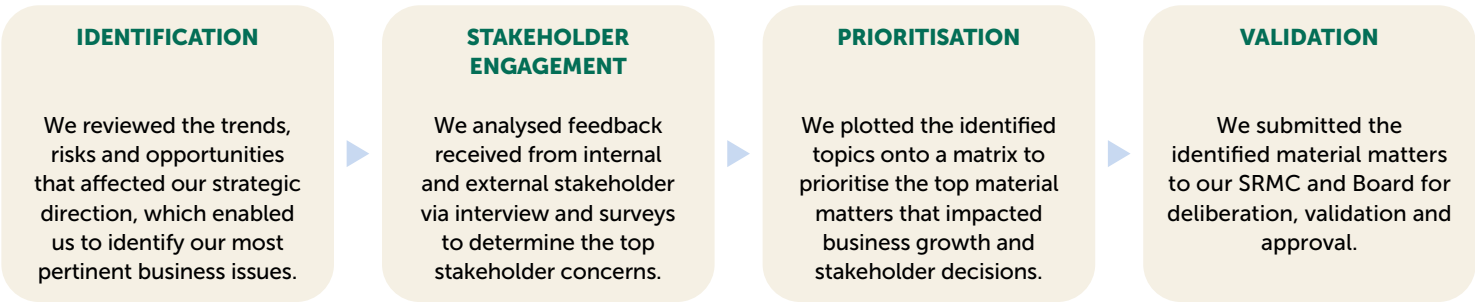 IDENTIFICATION
We reviewed the trends,
risks and opportunities
that affected our strategic
direction, which enabled
us to identify our most
pertinent business issues.
STAKEHOLDER
ENGAGEMENT
We analysed feedback
received from internal
and external stakeholder
via interview and surveys
to determine the top
stakeholder concerns.
PRIORITISATION
We plotted the identified
topics onto a matrix to
prioritise the top material
matters that impacted
business growth and
stakeholder decisions.
VALIDATION
We submitted the
identified material matters
to our SRMC and Board for
deliberation, validation and
approval.